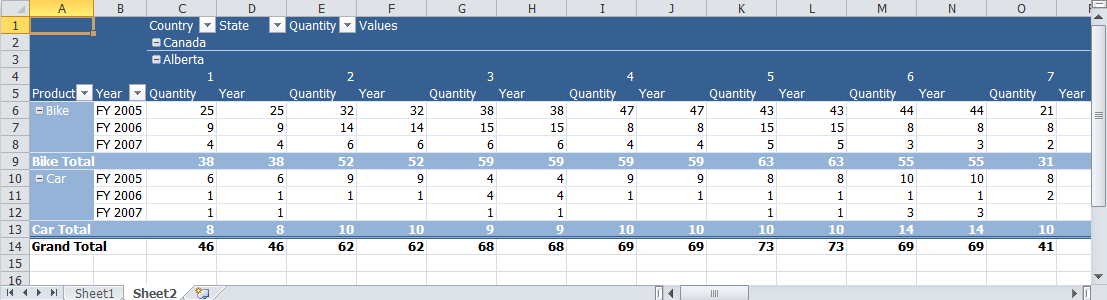 A B C D E F G H I J K L M N O
1 Country State Quantity Values
2 Canada
3 Alberta
4 1 2 3 4 5 6 7
5 Product Year Quantity Year Quantity Year Quantity Year Quantity Year Quantity Year Quantity Year Quantity Year
6 Bike FY 2005 25 25 32 32 38 38 47 47 43 43 44 44 21
7 FY 2006 9 9 14 14 15 15 8 8 15 15 8 8 8
8 FY 2007 4 4 6 6 6 6 4 4 5 5 3 3 2
9 Bike Total 38 38 52 52 59 59 59 59 63 63 55 55 31
10 Car FY 2005 6 6 9 9 4 4 9 9 8 8 10 10 8
11 FY 2006 1 1 1 1 4 4 1 1 1 1 1 1 2
12 FY 2007 1 1 1 1 1 1 3 3
13 Car Total 8 8 10 10 9 9 10 10 10 10 14 14 10
14 Grand Total 46 46 62 62 68 68 69 69 73 73 69 69 41
15
16
Sheet1 Sheet2